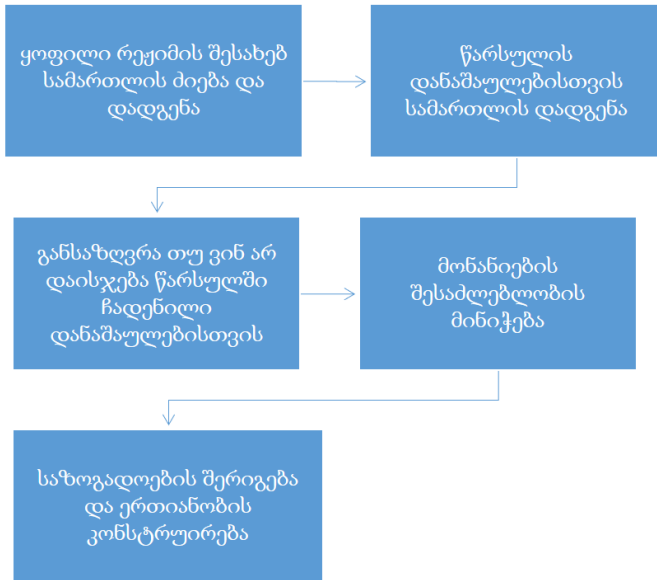 ყოფილი რეჟიმის შესახებ
სამართლის ძიება და
დადგენა
წარსულის
დანაშაულებისთვის
სამართლის დადგენა
განსაზღვრა თუ ვინ არ
დაისჯება წარსულში
ჩადენილი
დანაშაულებისთვის
მონანიების
შესაძლებლობის
მინიჭება
საზოგადოების შერიგება
და ერთიანობის
კონსტრუირება